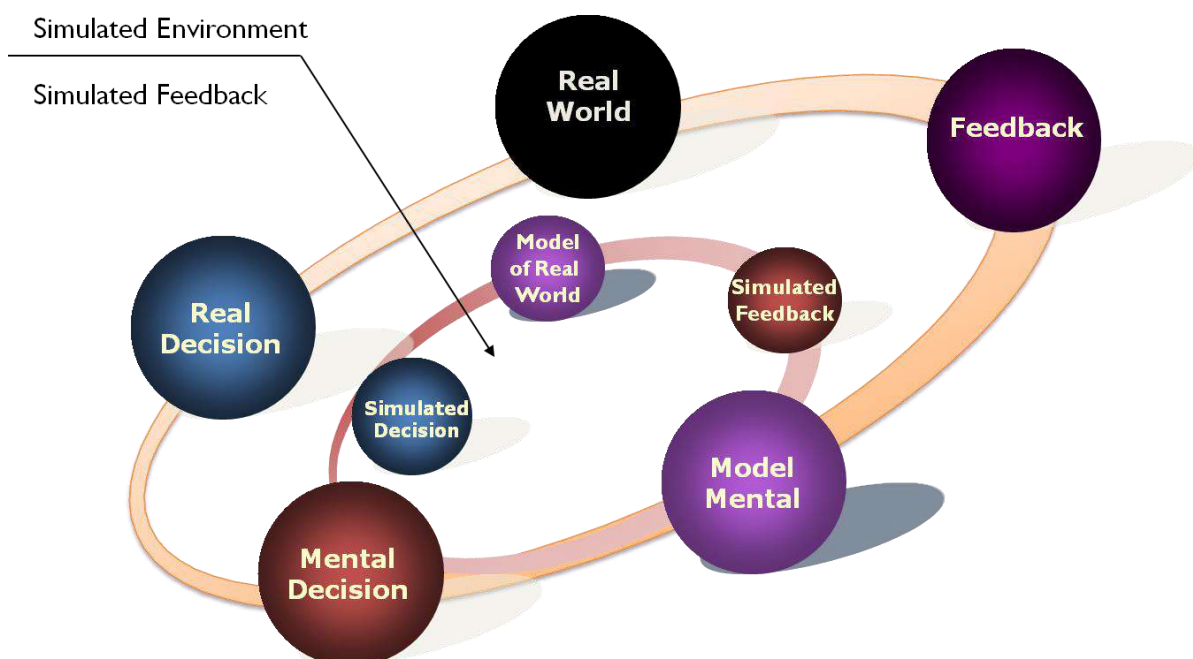 Simulated Environment
Simulated Feedback
Real
World
Feedback
Model
of Real
World
Simulated
Feedback
Real
Decision
Simulated
Decision
Model
Mental
Mental
Decision